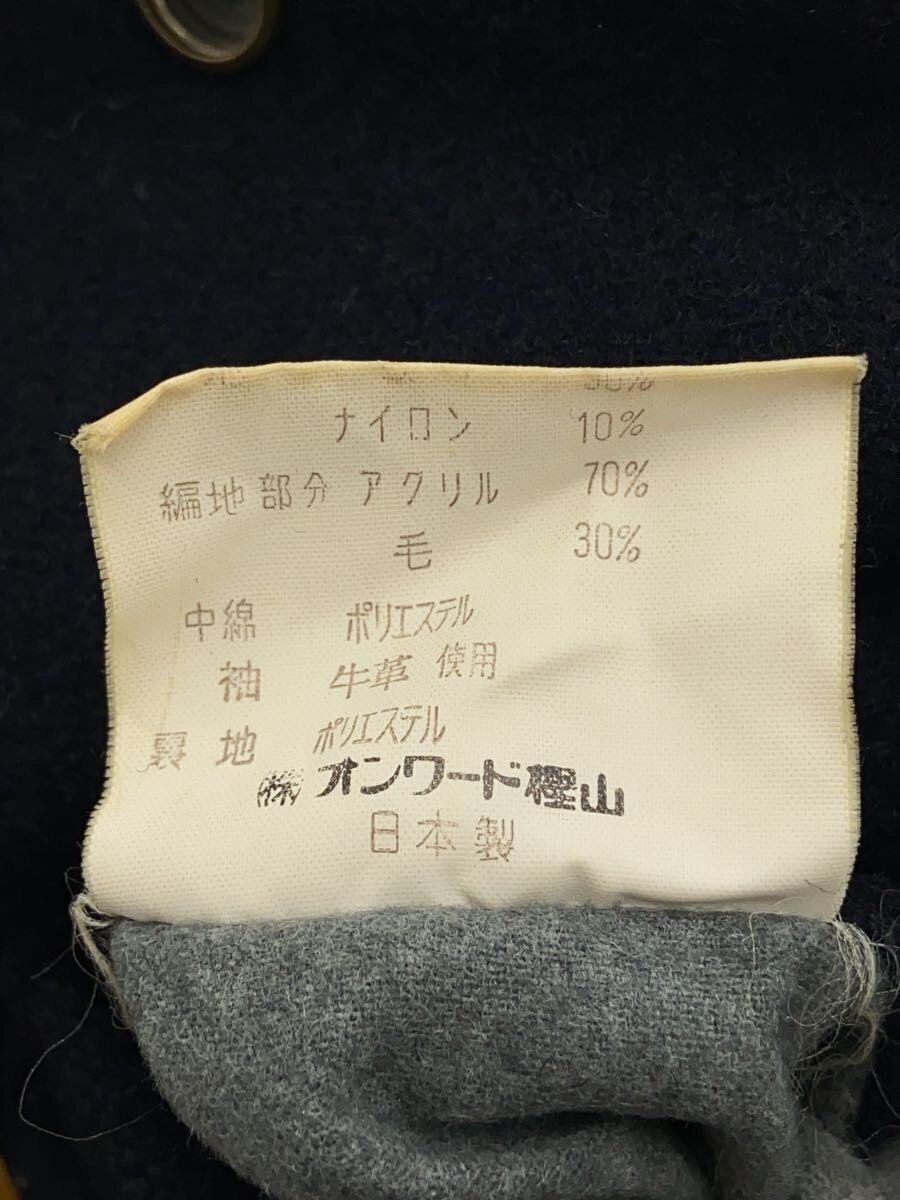 ナイロン 10%
編地部分 アクリル 70%
毛 30%
中綿 ポリエステル
袖 牛革 使用
裏地 ポリエステル
㈱オンワード樫山
日本製